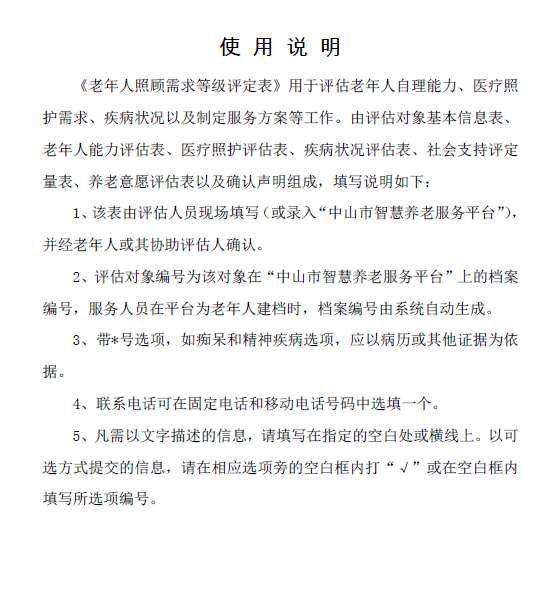 使 用 说 明
《老年人照顾需求等级评定表》用于评估老年人自理能力、医疗照
护需求、疾病状况以及制定服务方案等工作。由评估对象基本信息表、
老年人能力评估表、医疗照护评估表、疾病状况评估表、社会支持评定
量表、养老意愿评估表以及确认声明组成，填写说明如下：
1、该表由评估人员现场填写（或录入“中山市智慧养老服务平台”），
并经老年人或其协助评估人确认。
2、评估对象编号为该对象在“中山市智慧养老服务平台”上的档案
编号，服务人员在平台为老年人建档时，档案编号由系统自动生成。
3、带*号选项，如痴呆和精神疾病选项，应以病历或其他证据为依
据。
4、联系电话可在固定电话和移动电话号码中选填一个。
5、凡需以文字描述的信息，请填写在指定的空白处或横线上。以可
选方式提交的信息，请在相应选项旁的空白框内打“√”或在空白框内
填写所选项编号。